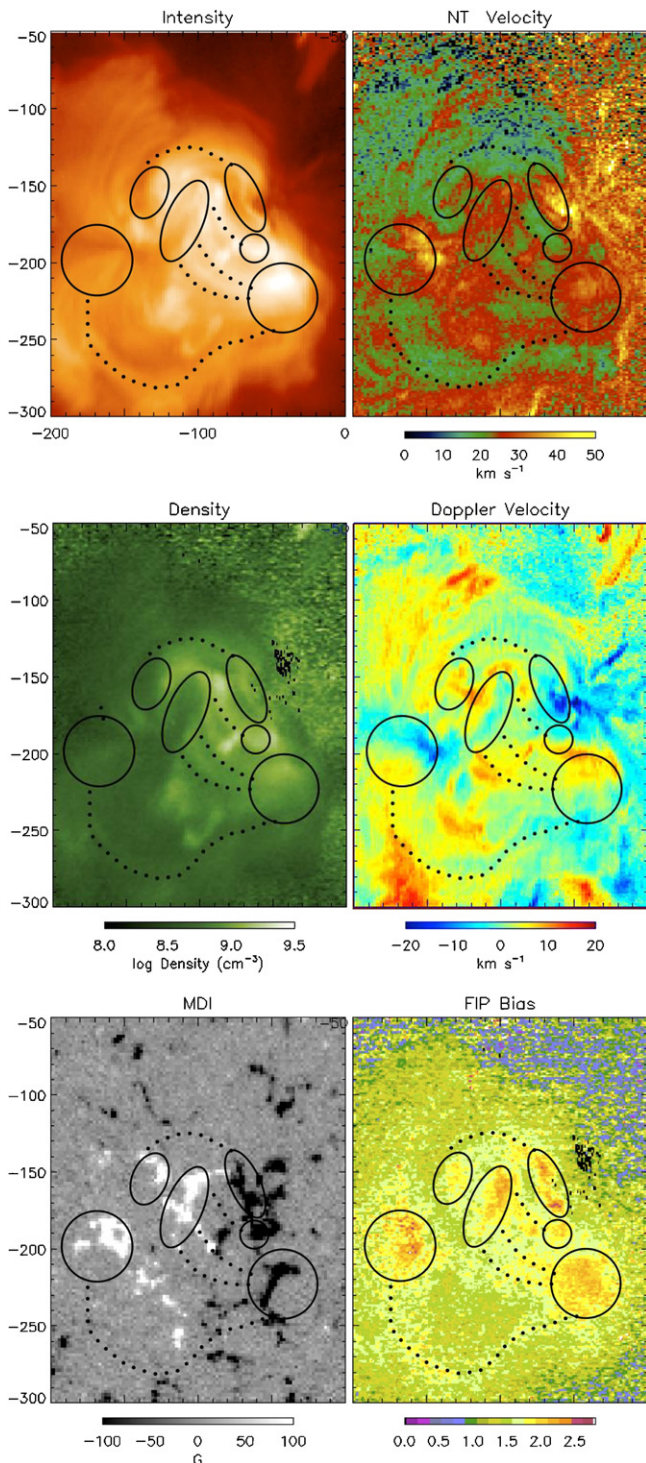 Intensity
NT Velocity
-50
-50
-100
-150
-200
-250
-300
-200
-100
0
0 10 20 30 40 50
km s⁻¹
Density
Doppler Velocity
-50
-50
-100
-150
-200
-250
-300
8.0 8.5 9.0 9.5
log Density (cm⁻³)
-20 -10 0 10 20
km s⁻¹
MDI
FIP Bias
-50
-50
-100
-150
-200
-250
-300
-100 -50 0 50 100
G
0.0 0.5 1.0 1.5 2.0 2.5